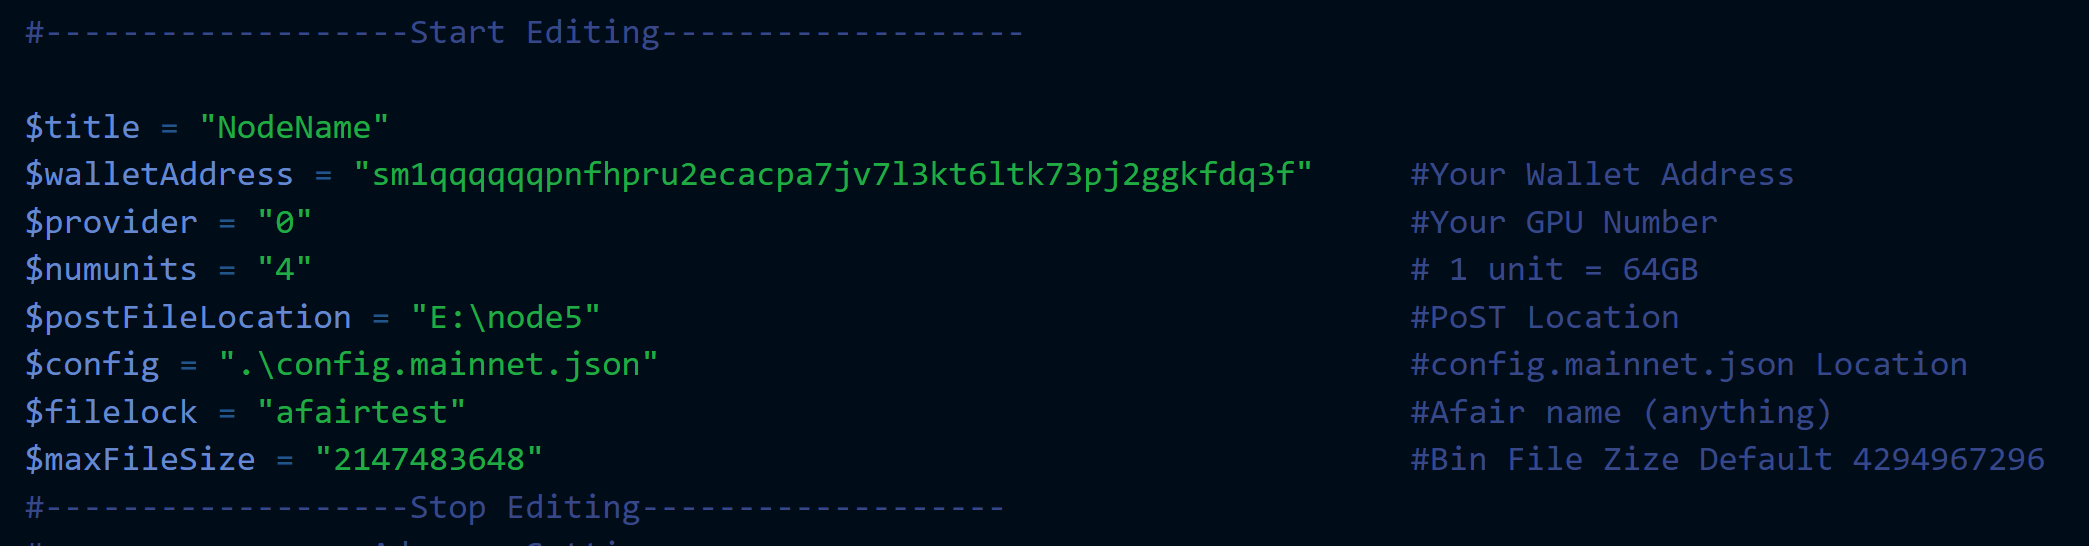 #-------------------Start Editing-------------------
$title = "NodeName"
$walletAddress = "sm1qqqqqqpnfhpru2ecacpa7jv7l3kt6ltk73pj2ggkfdq3f" #Your Wallet Address
$provider = "0" #Your GPU Number
$numunits = "4" # 1 unit = 64GB
$postFileLocation = "E:\node5" #PoST Location
$config = ".\config.mainnet.json" #config.mainnet.json Location
$filelock = "afairtest" #Afair name (anything)
$maxFileSize = "2147483648" #Bin File Zize Default 4294967296
#-------------------Stop Editing-------------------